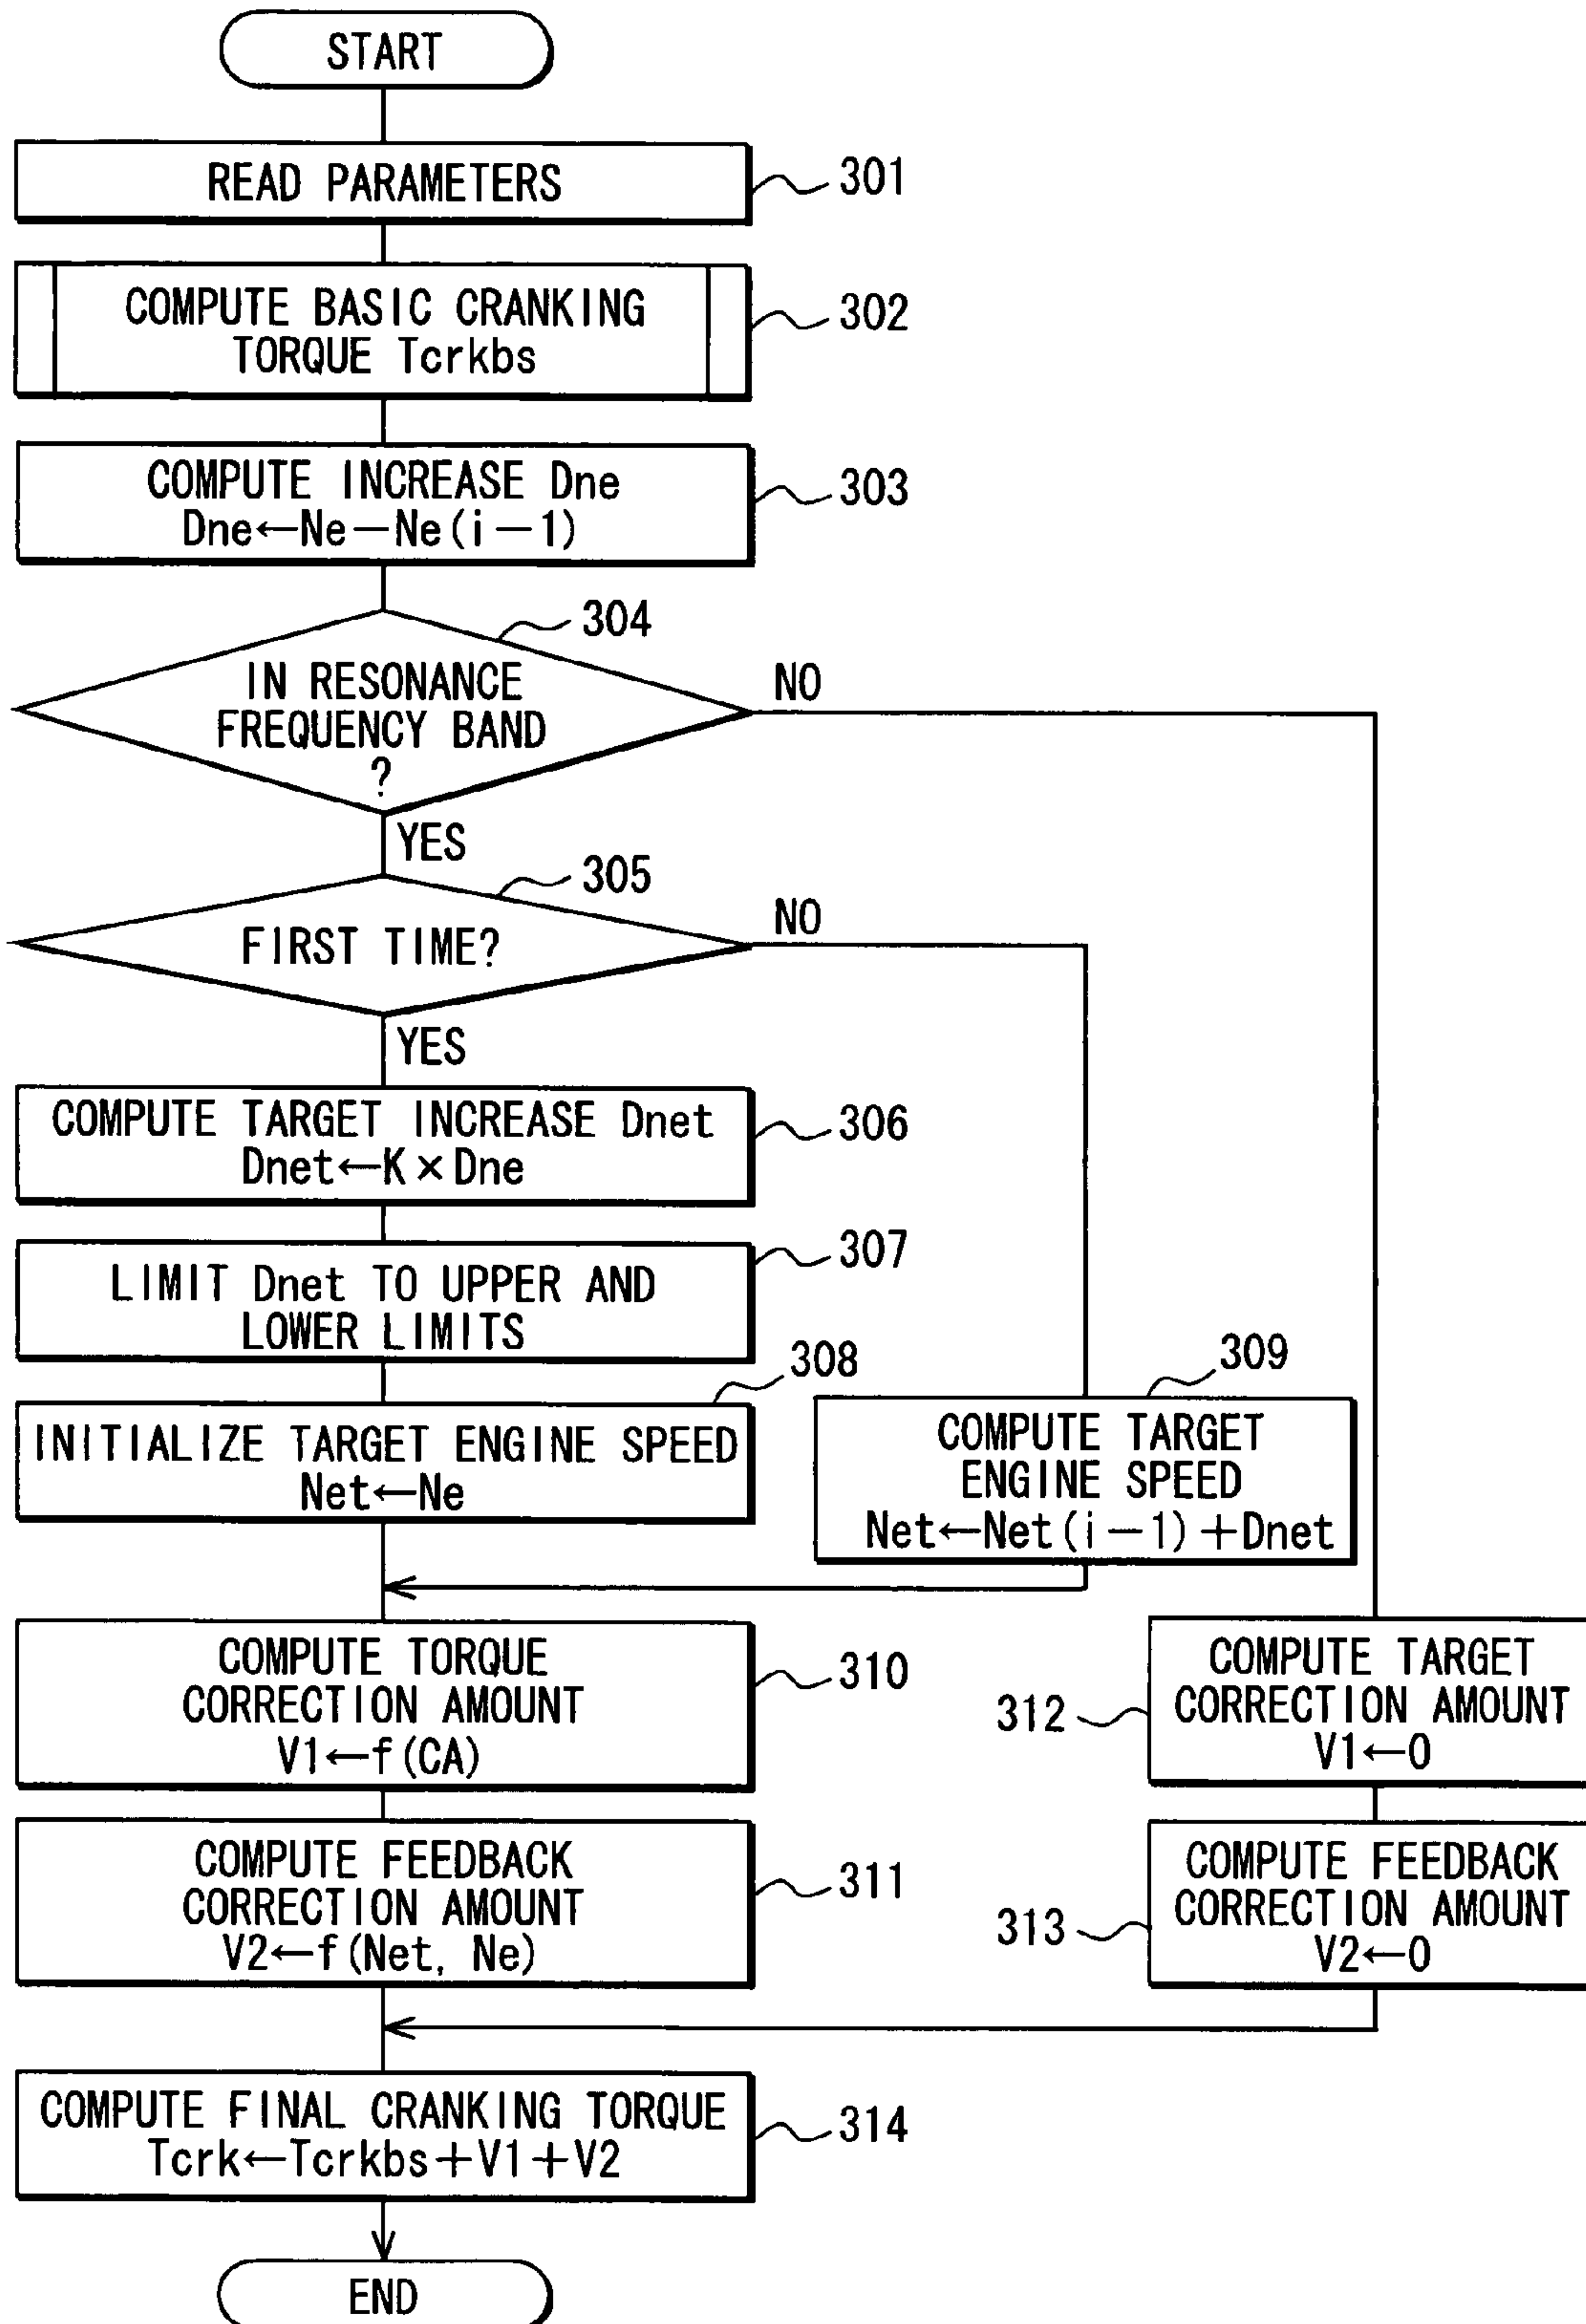 START
READ PARAMETERS
301
COMPUTE BASIC CRANKING
TORQUE Tcrkbs
302
COMPUTE INCREASE Dne
Dne←Ne−Ne(i−1)
303
304
IN RESONANCE
FREQUENCY BAND
?
NO
YES
305
FIRST TIME?
NO
YES
COMPUTE TARGET INCREASE Dnet
Dnet←K×Dne
306
LIMIT Dnet TO UPPER AND
LOWER LIMITS
307
308
INITIALIZE TARGET ENGINE SPEED
Net←Ne
309
COMPUTE TARGET
ENGINE SPEED
Net←Net(i−1)+Dnet
COMPUTE TORQUE
CORRECTION AMOUNT
V1←f(CA)
310
312
COMPUTE TARGET
CORRECTION AMOUNT
V1←0
COMPUTE FEEDBACK
CORRECTION AMOUNT
V2←f(Net, Ne)
311
313
COMPUTE FEEDBACK
CORRECTION AMOUNT
V2←0
COMPUTE FINAL CRANKING TORQUE
Tcrk←Tcrkbs+V1+V2
314
END